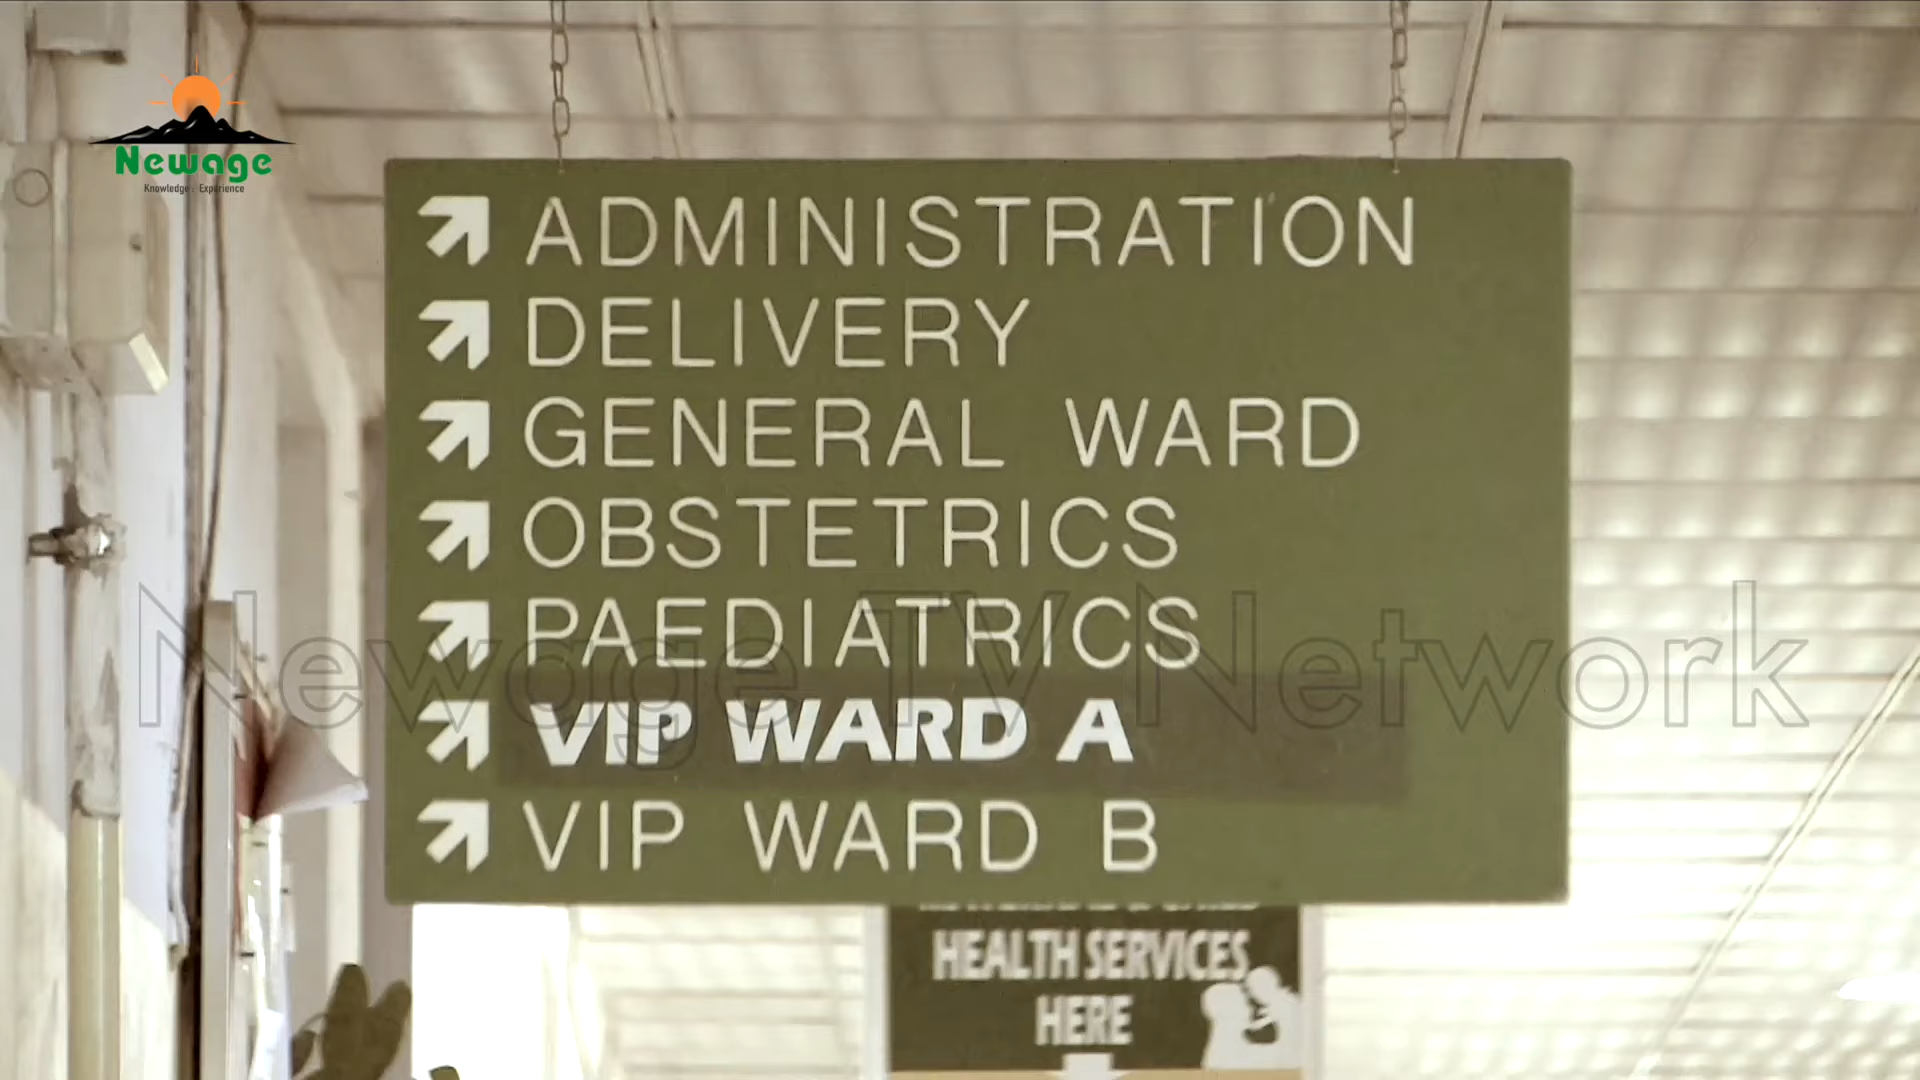 Newage
Knowledge : Experience
ADMINISTRATION
DELIVERY
GENERAL WARD
OBSTETRICS
PAEDIATRICS
Newage TV Network
VIP WARD A
VIP WARD B
HEALTH SERVICES
HERE